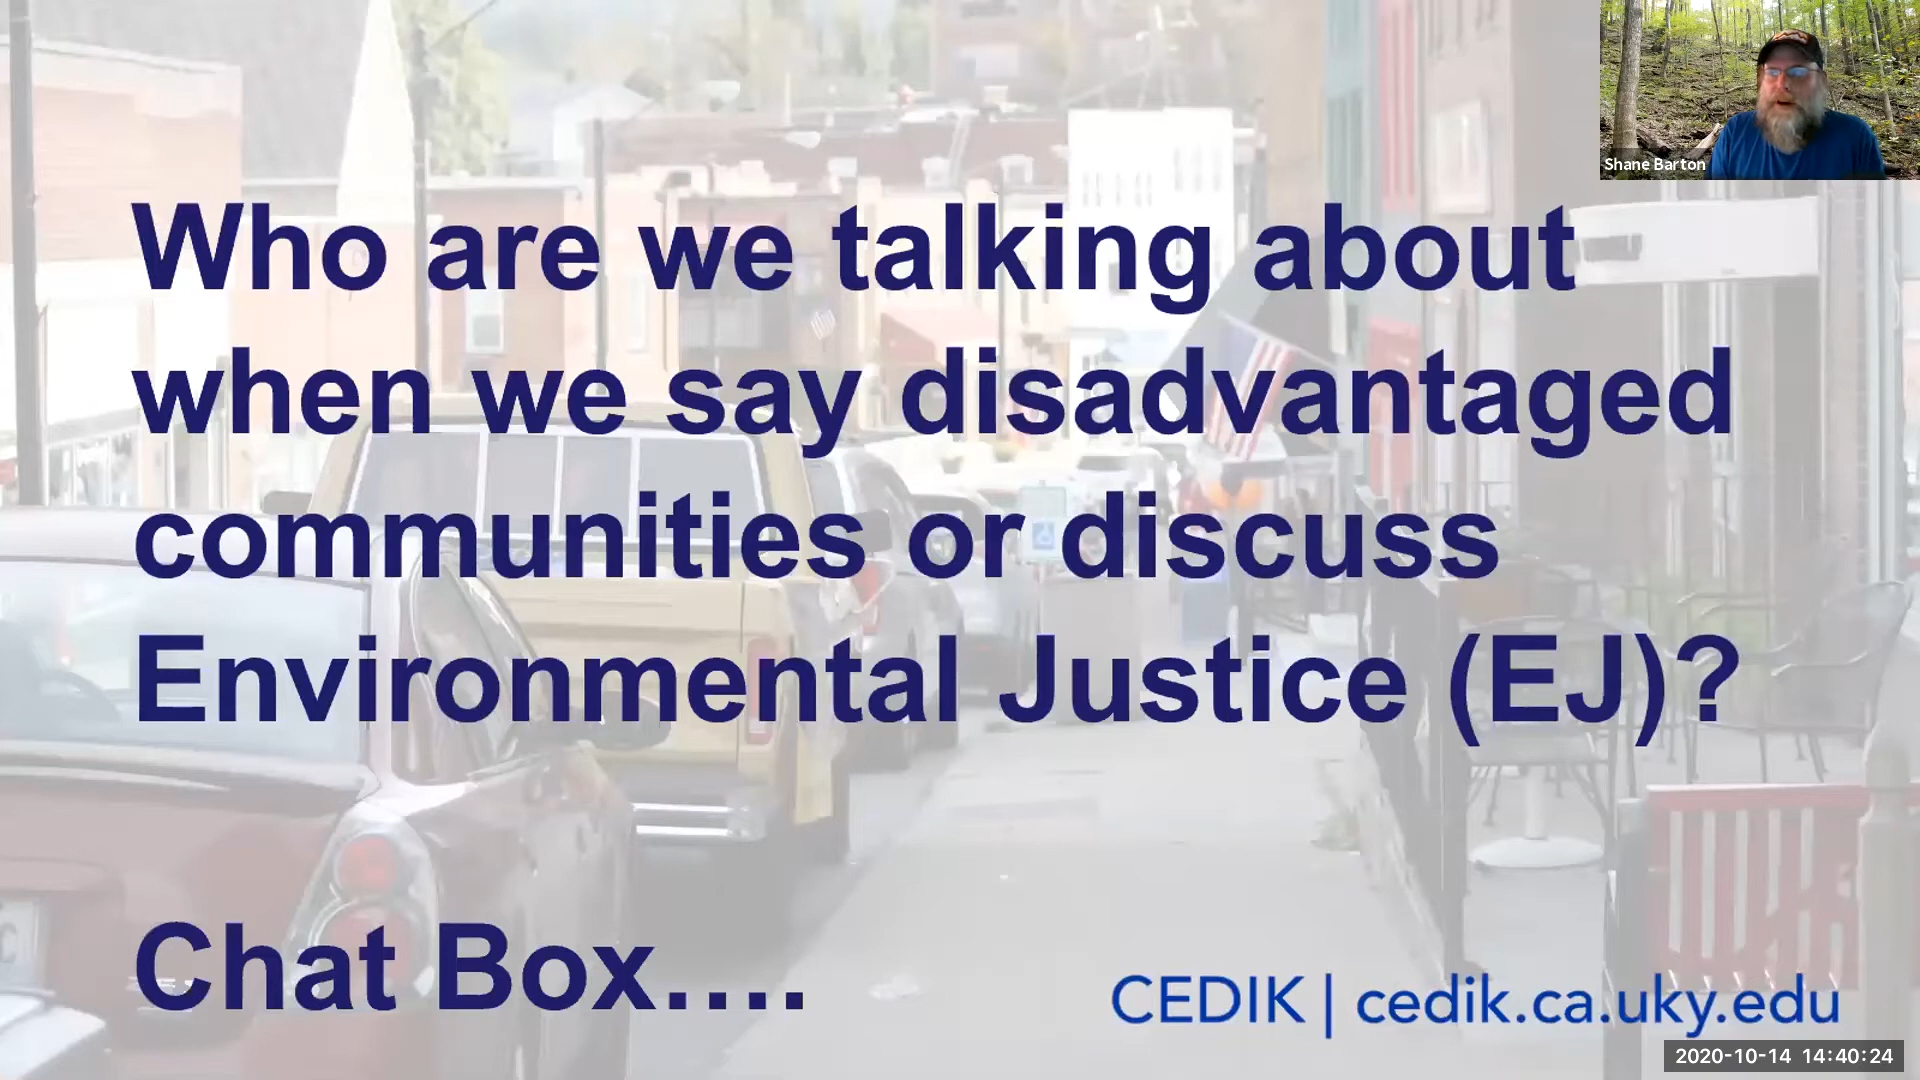 Shane Barton
Who are we talking about
when we say disadvantaged
communities or discuss
Environmental Justice (EJ)?
Chat Box….
CEDIK | cedik.ca.uky.edu
2020-10-14 14:40:24